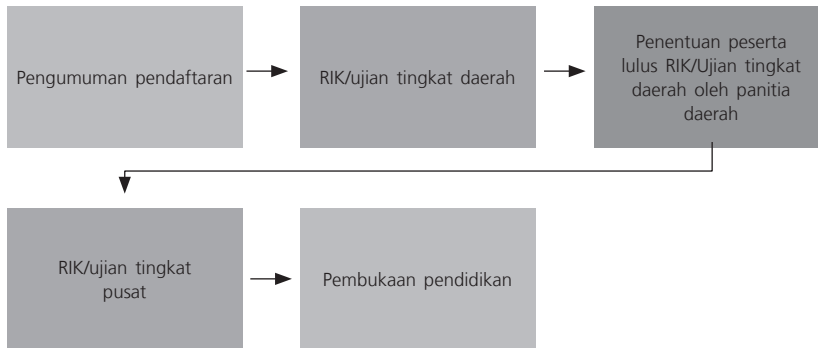 Pengumuman pendaftaran
RIK/ujian tingkat daerah
Penentuan peserta
lulus RIK/Ujian tingkat
daerah oleh panitia
daerah
RIK/ujian tingkat
pusat
Pembukaan pendidikan